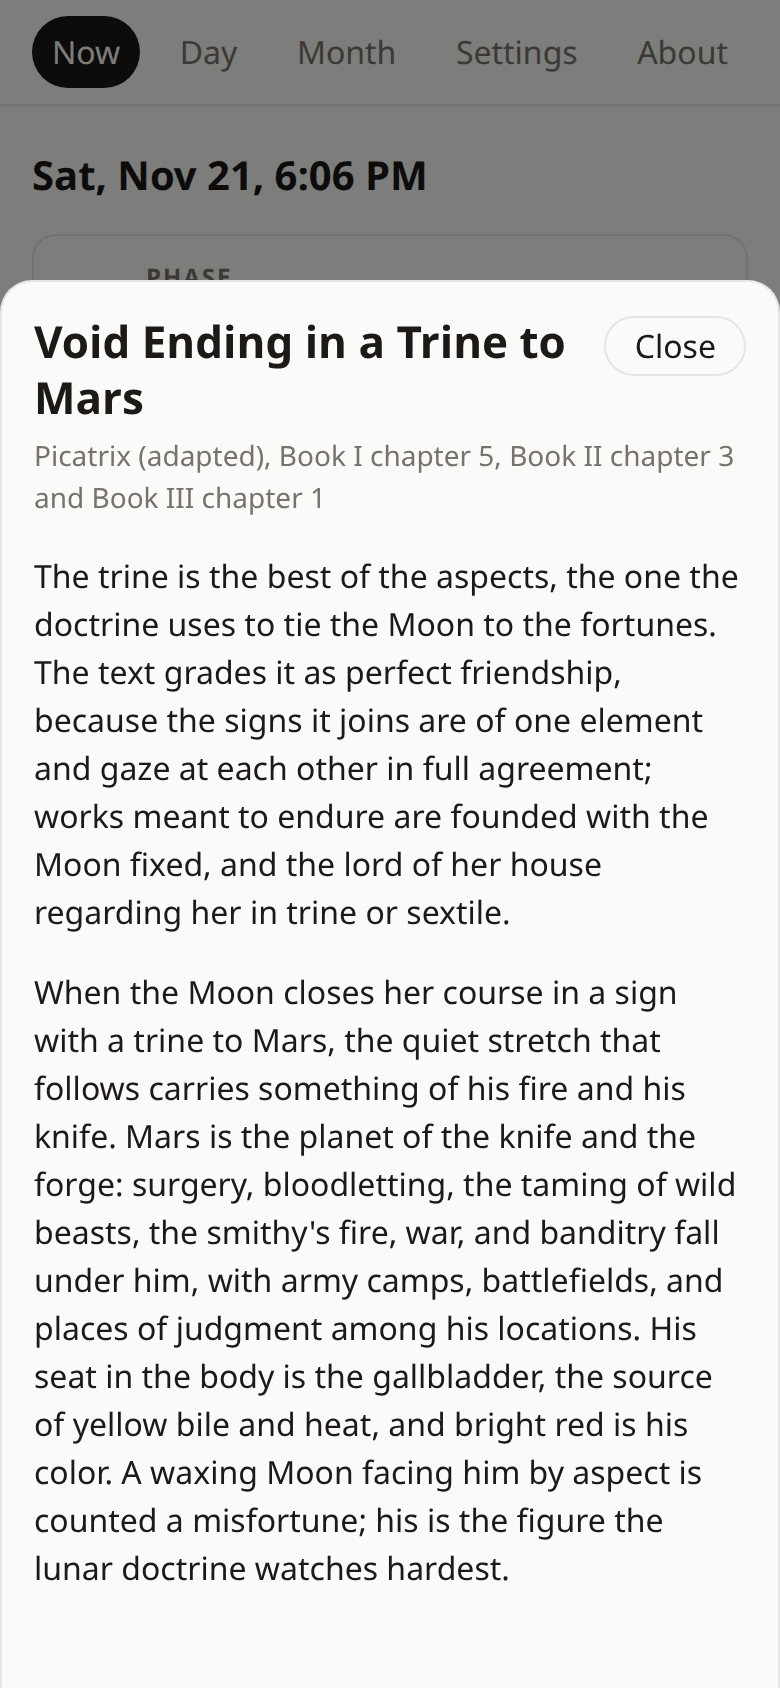 Now Day Month Settings About
Sat, Nov 21, 6:06 PM
PHASE
Void Ending in a Trine to
Mars
Close
Picatrix (adapted), Book I chapter 5, Book II chapter 3
and Book III chapter 1
The trine is the best of the aspects, the one the
doctrine uses to tie the Moon to the fortunes.
The text grades it as perfect friendship,
because the signs it joins are of one element
and gaze at each other in full agreement;
works meant to endure are founded with the
Moon fixed, and the lord of her house
regarding her in trine or sextile.
When the Moon closes her course in a sign
with a trine to Mars, the quiet stretch that
follows carries something of his fire and his
knife. Mars is the planet of the knife and the
forge: surgery, bloodletting, the taming of wild
beasts, the smithy's fire, war, and banditry fall
under him, with army camps, battlefields, and
places of judgment among his locations. His
seat in the body is the gallbladder, the source
of yellow bile and heat, and bright red is his
color. A waxing Moon facing him by aspect is
counted a misfortune; his is the figure the
lunar doctrine watches hardest.